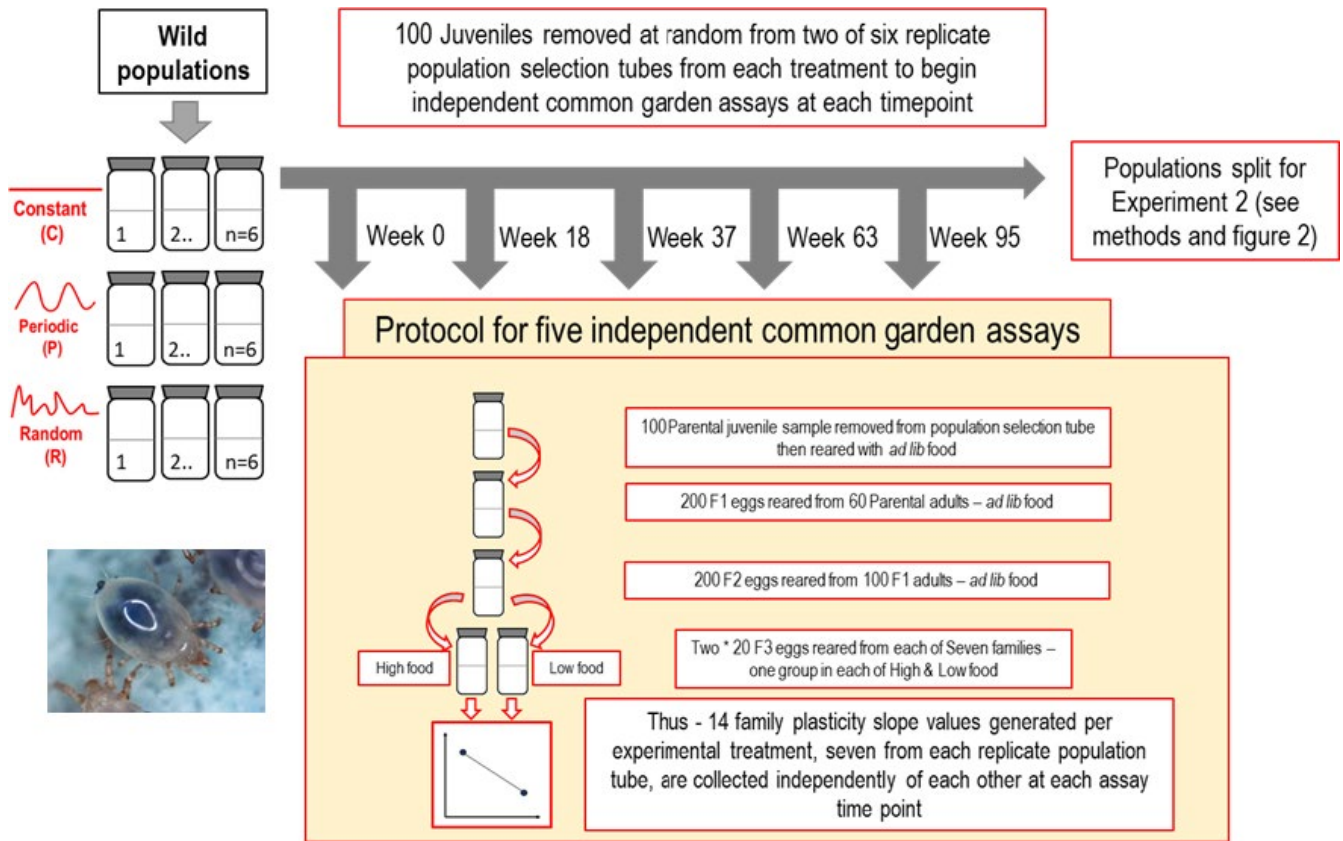 Wild
populations
100 Juveniles removed at random from two of six replicate
population selection tubes from each treatment to begin
independent common garden assays at each timepoint
Constant
(C)
1
2..
n=6
Week 0
Week 18
Week 37
Week 63
Week 95
Populations split for
Experiment 2 (see
methods and figure 2)
Periodic
(P)
1
2..
n=6
Random
(R)
1
2..
n=6
Protocol for five independent common garden assays
100 Parental juvenile sample removed from population selection tube
then reared with ad lib food
200 F1 eggs reared from 60 Parental adults – ad lib food
200 F2 eggs reared from 100 F1 adults – ad lib food
High food
Low food
Two * 20 F3 eggs reared from each of Seven families –
one group in each of High & Low food
Thus - 14 family plasticity slope values generated per
experimental treatment, seven from each replicate population
tube, are collected independently of each other at each assay
time point